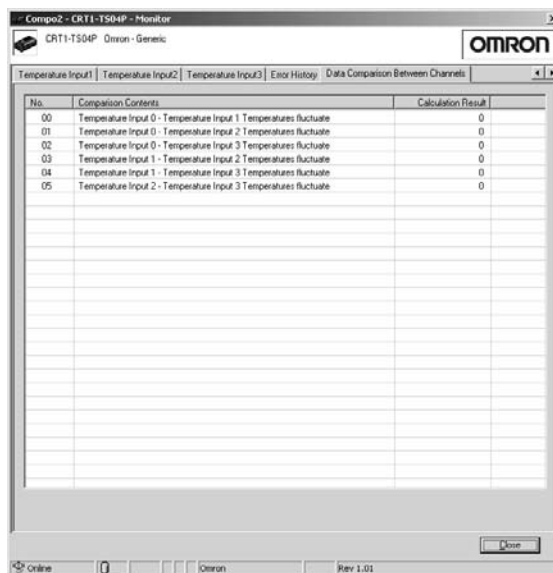 Compo2 - CRT1-TS04P - Monitor
CRT1-TS04P Omron - Generic
OMRON
Temperature Input1 Temperature Input2 Temperature Input3 Error History Data Comparison Between Channels
No. Comparison Contents Calculation Result
00 Temperature Input 0 - Temperature Input 1 Temperatures fluctuate 0
01 Temperature Input 0 - Temperature Input 2 Temperatures fluctuate 0
02 Temperature Input 0 - Temperature Input 3 Temperatures fluctuate 0
03 Temperature Input 1 - Temperature Input 2 Temperatures fluctuate 0
04 Temperature Input 1 - Temperature Input 3 Temperatures fluctuate 0
05 Temperature Input 2 - Temperature Input 3 Temperatures fluctuate 0
Close
Online Omron Rev 1.01